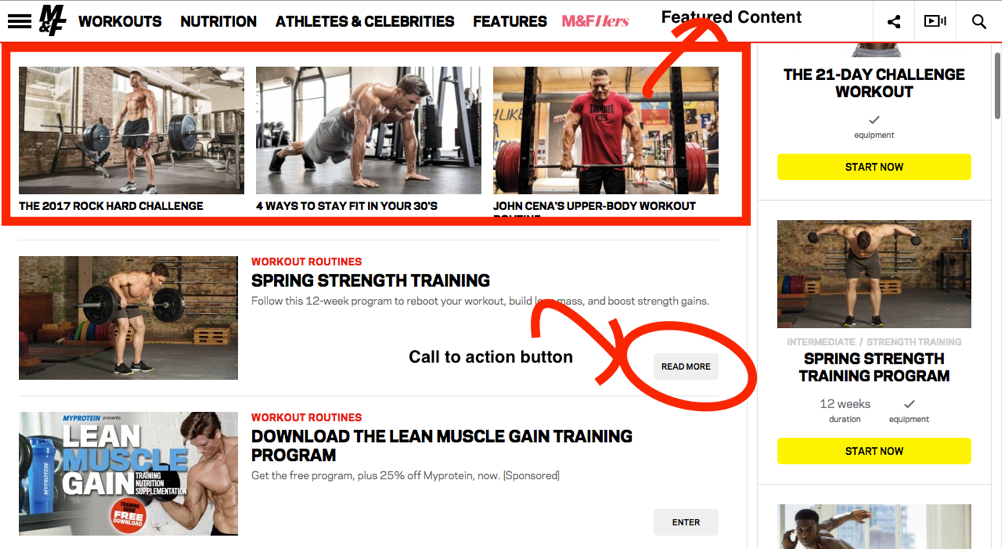 M&F
WORKOUTS NUTRITION ATHLETES & CELEBRITIES FEATURES M&F Hers
Featured Content
THE 2017 ROCK HARD CHALLENGE
4 WAYS TO STAY FIT IN YOUR 30'S
JOHN CENA'S UPPER-BODY WORKOUT
ROUTINE
WORKOUT ROUTINES
SPRING STRENGTH TRAINING
Follow this 12-week program to reboot your workout, build lean mass, and boost strength gains.
Call to action button
READ MORE
MYPROTEIN presents
LEAN
MUSCLE
GAIN
TRAINING
NUTRITION
SUPPLEMENTATION
FREE
DOWNLOAD
MYPROTEIN
WORKOUT ROUTINES
DOWNLOAD THE LEAN MUSCLE GAIN TRAINING
PROGRAM
Get the free program, plus 25% off Myprotein, now. [Sponsored]
ENTER
THE 21-DAY CHALLENGE
WORKOUT
equipment
START NOW
INTERMEDIATE / STRENGTH TRAINING
SPRING STRENGTH
TRAINING PROGRAM
12 weeks
duration
equipment
START NOW